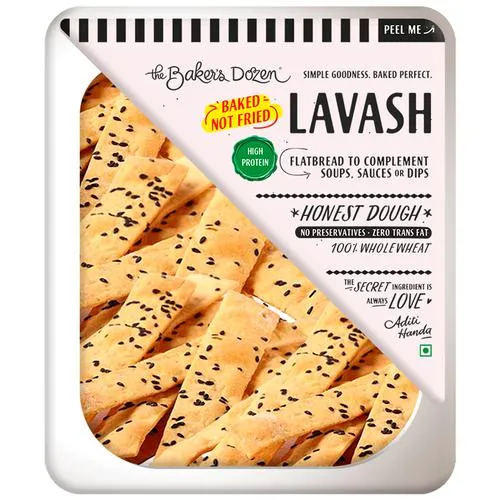 PEEL ME
the Baker's Dozen
SIMPLE GOODNESS. BAKED PERFECT.
BAKED
NOT FRIED
LAVASH
HIGH
PROTEIN
FLATBREAD TO COMPLEMENT
SOUPS, SAUCES OR DIPS
*HONEST DOUGH*
NO PRESERVATIVES • ZERO TRANS FAT
100% WHOLEWHEAT
THE SECRET INGREDIENT IS
ALWAYS LOVE ♥
Aditi
Handa